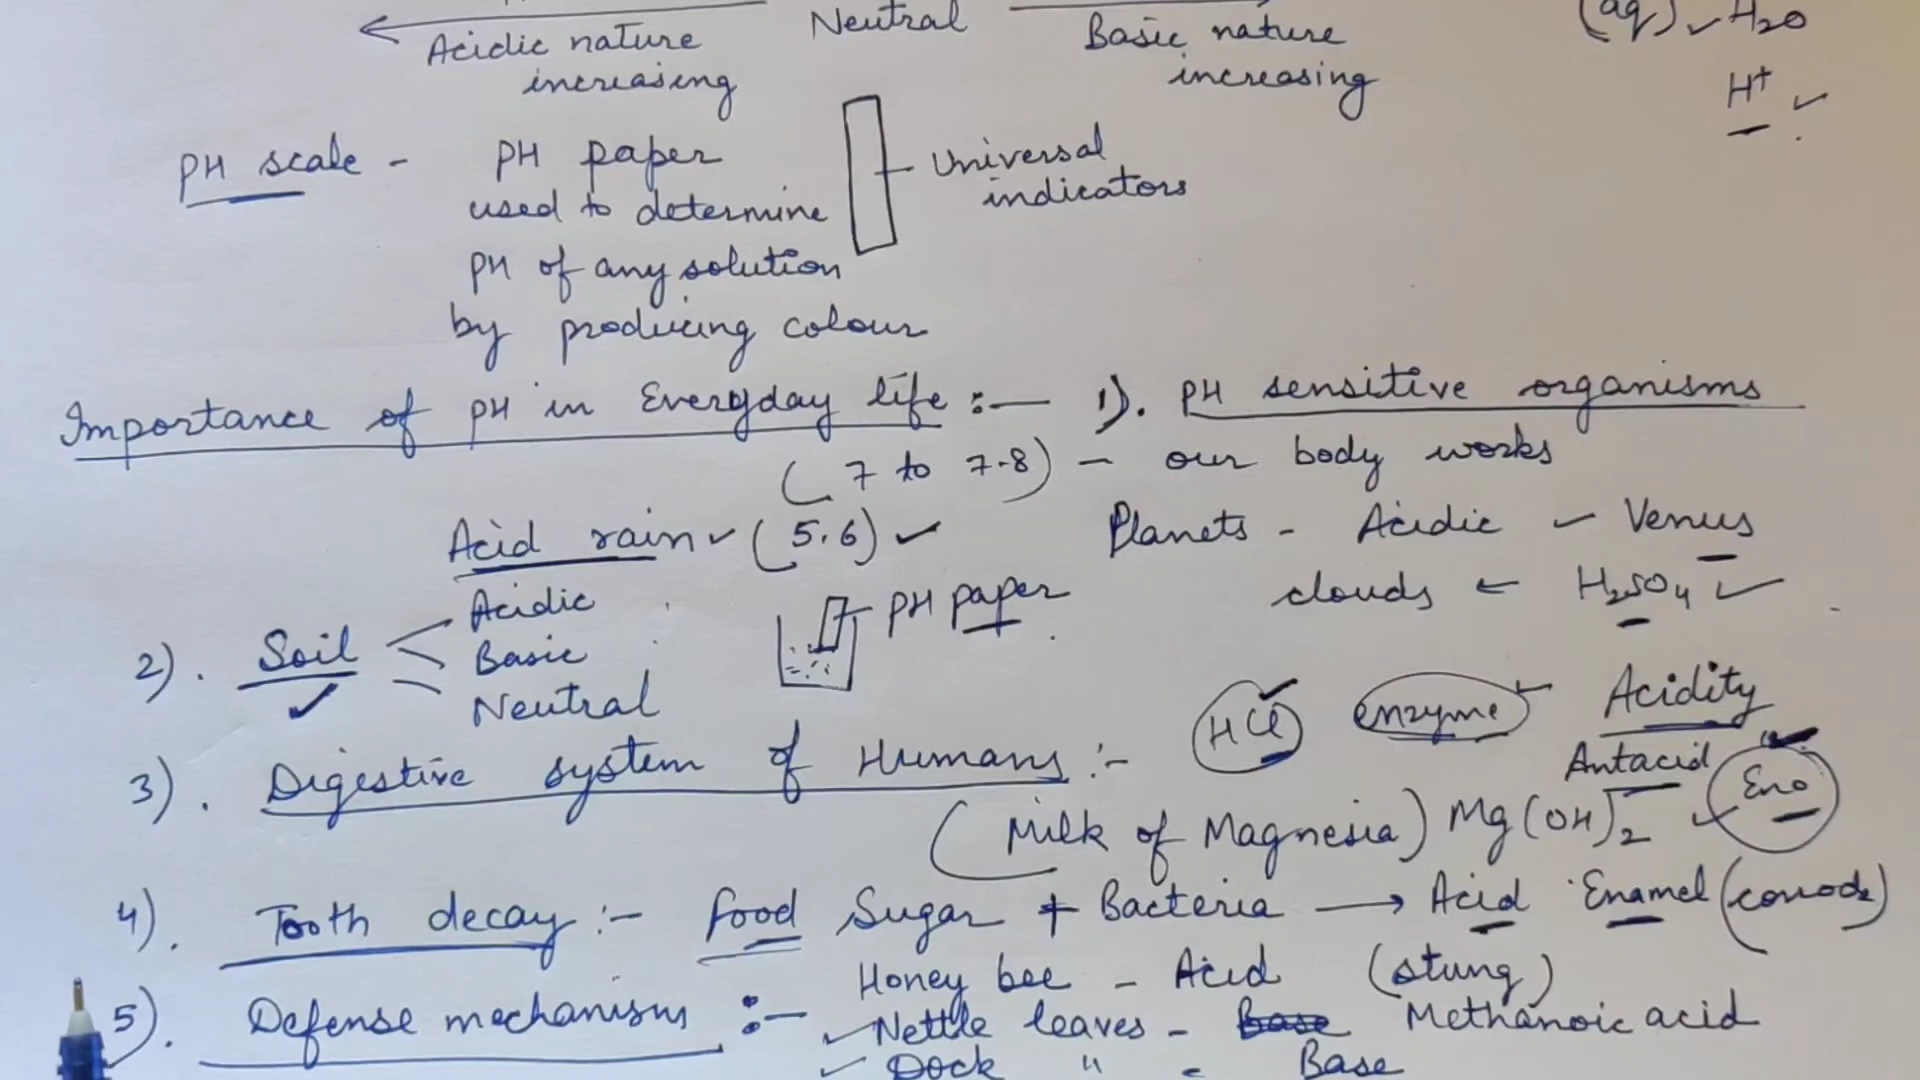 Neutral
(aq) ✓ H2O
Acidic nature
increasing
Basic nature
increasing
H+ ✓
PH scale - PH paper
used to determine
PH of any solution
by producing colour
Universal
indicators
Importance of PH in Everyday life :— 1). PH sensitive organisms
(7 to 7.8) — our body works
Acid rain ✓ (5.6) ✓
Planets - Acidic - Venus
clouds ← H2SO4 ✓
2). Soil
Acidic
Basic
Neutral
PH paper
3). Digestive system of Humans :- HCl enzyme Acidity
Antacid Eno
(Milk of Magnesia) Mg(OH)2
4). Tooth decay :- food Sugar + Bacteria → Acid Enamel
5). Defense mechanism :—
Honey bee - Acid (stung)
✓ Nettle leaves - Base Methanoic acid
✓ Dock " - Base